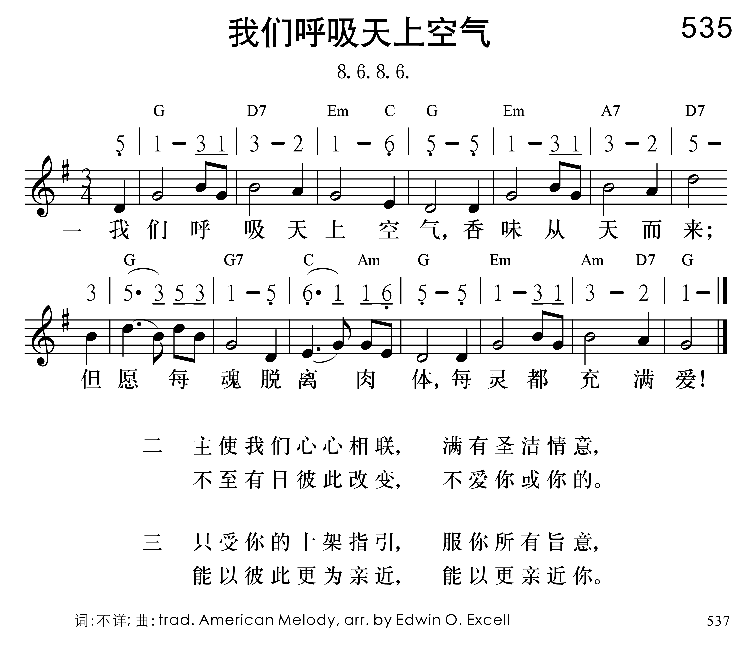 我们呼吸天上空气 535
8.6.8.6.
G D7 Em C G Em A7 D7
5 | 1 - 3 1 | 3 - 2 | 1 - 6 | 5 - 5 | 1 - 3 1 | 3 - 2 | 5 -
3
4
一 我 们 呼 吸 天 上 空 气, 香 味 从 天 而 来;
G G7 C Am G Em Am D7 G
3 | 5· 3 5 3 | 1 - 5 | 6· 1 1 6 | 5 - 5 | 1 - 3 1 | 3 - 2 | 1 - ‖
但 愿 每 魂 脱 离 肉 体, 每 灵 都 充 满 爱!
二 主使我们心心相联, 满有圣洁情意,
不至有日彼此改变, 不爱你或你的。
三 只受你的十架指引, 服你所有旨意,
能以彼此更为亲近, 能以更亲近你。
词:不详; 曲: trad. American Melody, arr. by Edwin O. Excell 537